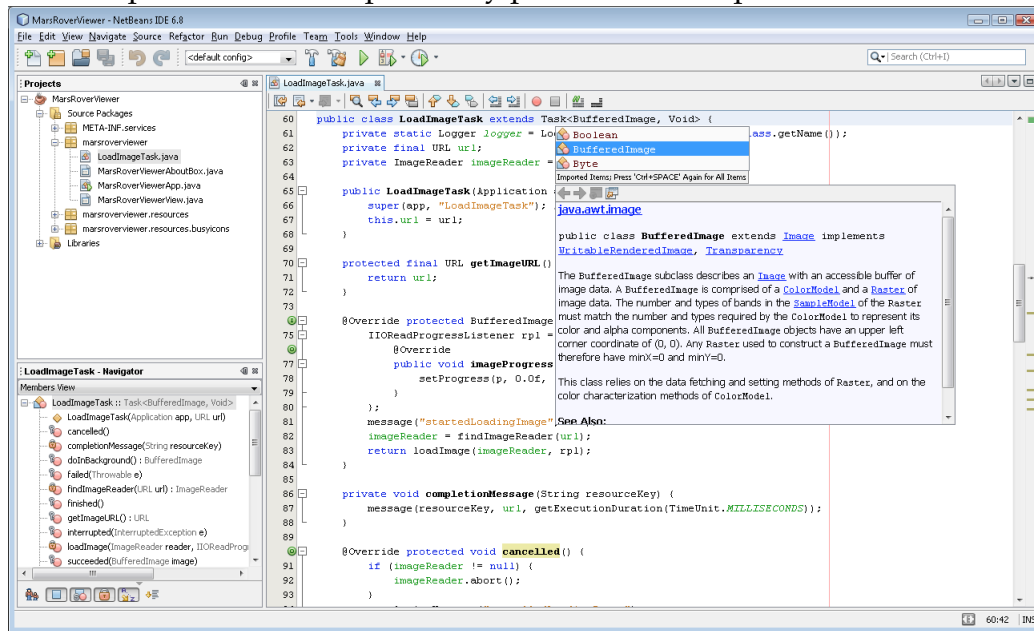 MarsRoverViewer - NetBeans IDE 6.8
File Edit View Navigate Source Refactor Run Debug Profile Team Tools Window Help
<default config>
Search (Ctrl+I)
Projects
MarsRoverViewer
Source Packages
META-INF.services
marsroverviewer
LoadImageTask.java
MarsRoverViewerAboutBox.java
MarsRoverViewerApp.java
MarsRoverViewerView.java
marsroverviewer.resources
marsroverviewer.resources.busyicons
Libraries
LoadImageTask - Navigator
Members View
LoadImageTask :: Task<BufferedImage, Void>
LoadImageTask(Application app, URL url)
cancelled()
completionMessage(String resourceKey)
doInBackground() : BufferedImage
failed(Throwable e)
findImageReader(URL url) : ImageReader
finished()
getImageURL() : URL
interrupted(InterruptedException e)
loadImage(ImageReader reader, IIOReadProgr
succeeded(BufferedImage image)
LoadImageTask.java
60 public class LoadImageTask extends Task<BufferedImage, Void> {
61 private static Logger logger = Lo ass.getName());
62 private final URL url;
63 private ImageReader imageReader =
64
65 public LoadImageTask(Application
66 super(app, "LoadImageTask");
67 this.url = url;
68 }
69
70 protected final URL getImageURL()
71 return url;
72 }
73
@Override protected BufferedImage
75 IIOReadProgressListener rpl =
@Override
77 public void imageProgress
78 setProgress(p, 0.0f,
79 }
80 };
81 message("startedLoadingImage"
82 imageReader = findImageReader(url);
83 return loadImage(imageReader, rpl);
84 }
85
86 private void completionMessage(String resourceKey) {
87 message(resourceKey, url, getExecutionDuration(TimeUnit.MILLISECONDS));
88 }
89
@Override protected void cancelled() {
91 if (imageReader != null) {
92 imageReader.abort();
93 }
Boolean
BufferedImage
Byte
Imported Items; Press 'Ctrl+SPACE' Again for All Items
java.awt.image
public class BufferedImage extends Image implements
WritableRenderedImage, Transparency
The BufferedImage subclass describes an Image with an accessible buffer of
image data. A BufferedImage is comprised of a ColorModel and a Raster of
image data. The number and types of bands in the SampleModel of the Raster
must match the number and types required by the ColorModel to represent its
color and alpha components. All BufferedImage objects have an upper left
corner coordinate of (0, 0). Any Raster used to construct a BufferedImage must
therefore have minX=0 and minY=0.
This class relies on the data fetching and setting methods of Raster, and on the
color characterization methods of ColorModel.
See Also:
60:42 INS